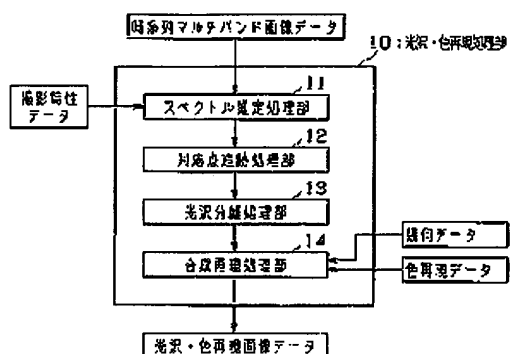 時系列マルチバンド画像データ
10:光沢・色再現処理部
撮影特性
データ
11
スペクトル推定処理部
12
対応点追跡処理部
13
光沢分離処理部
14
合成再現処理部
幾何データ
色再現データ
光沢・色再現画像データ